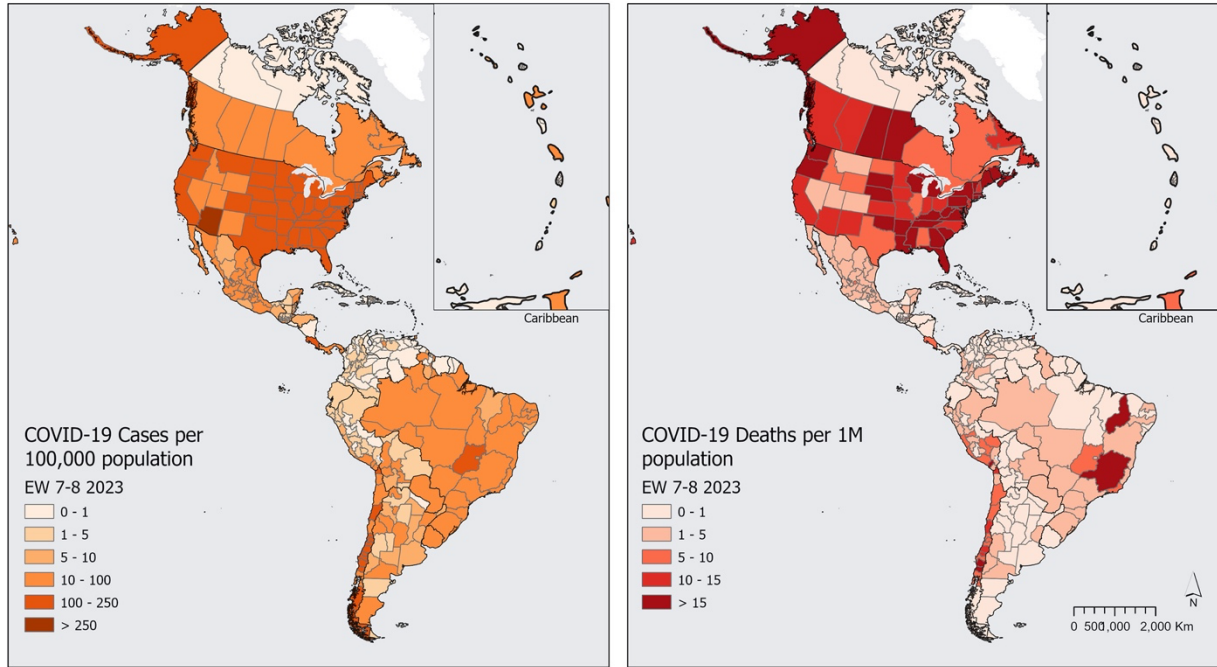 Caribbean
COVID-19 Cases per
100,000 population
EW 7-8 2023
0 - 1
1 - 5
5 - 10
10 - 100
100 - 250
> 250
Caribbean
COVID-19 Deaths per 1M
population
EW 7-8 2023
0 - 1
1 - 5
5 - 10
10 - 15
> 15
N
0 500 1,000 2,000 Km